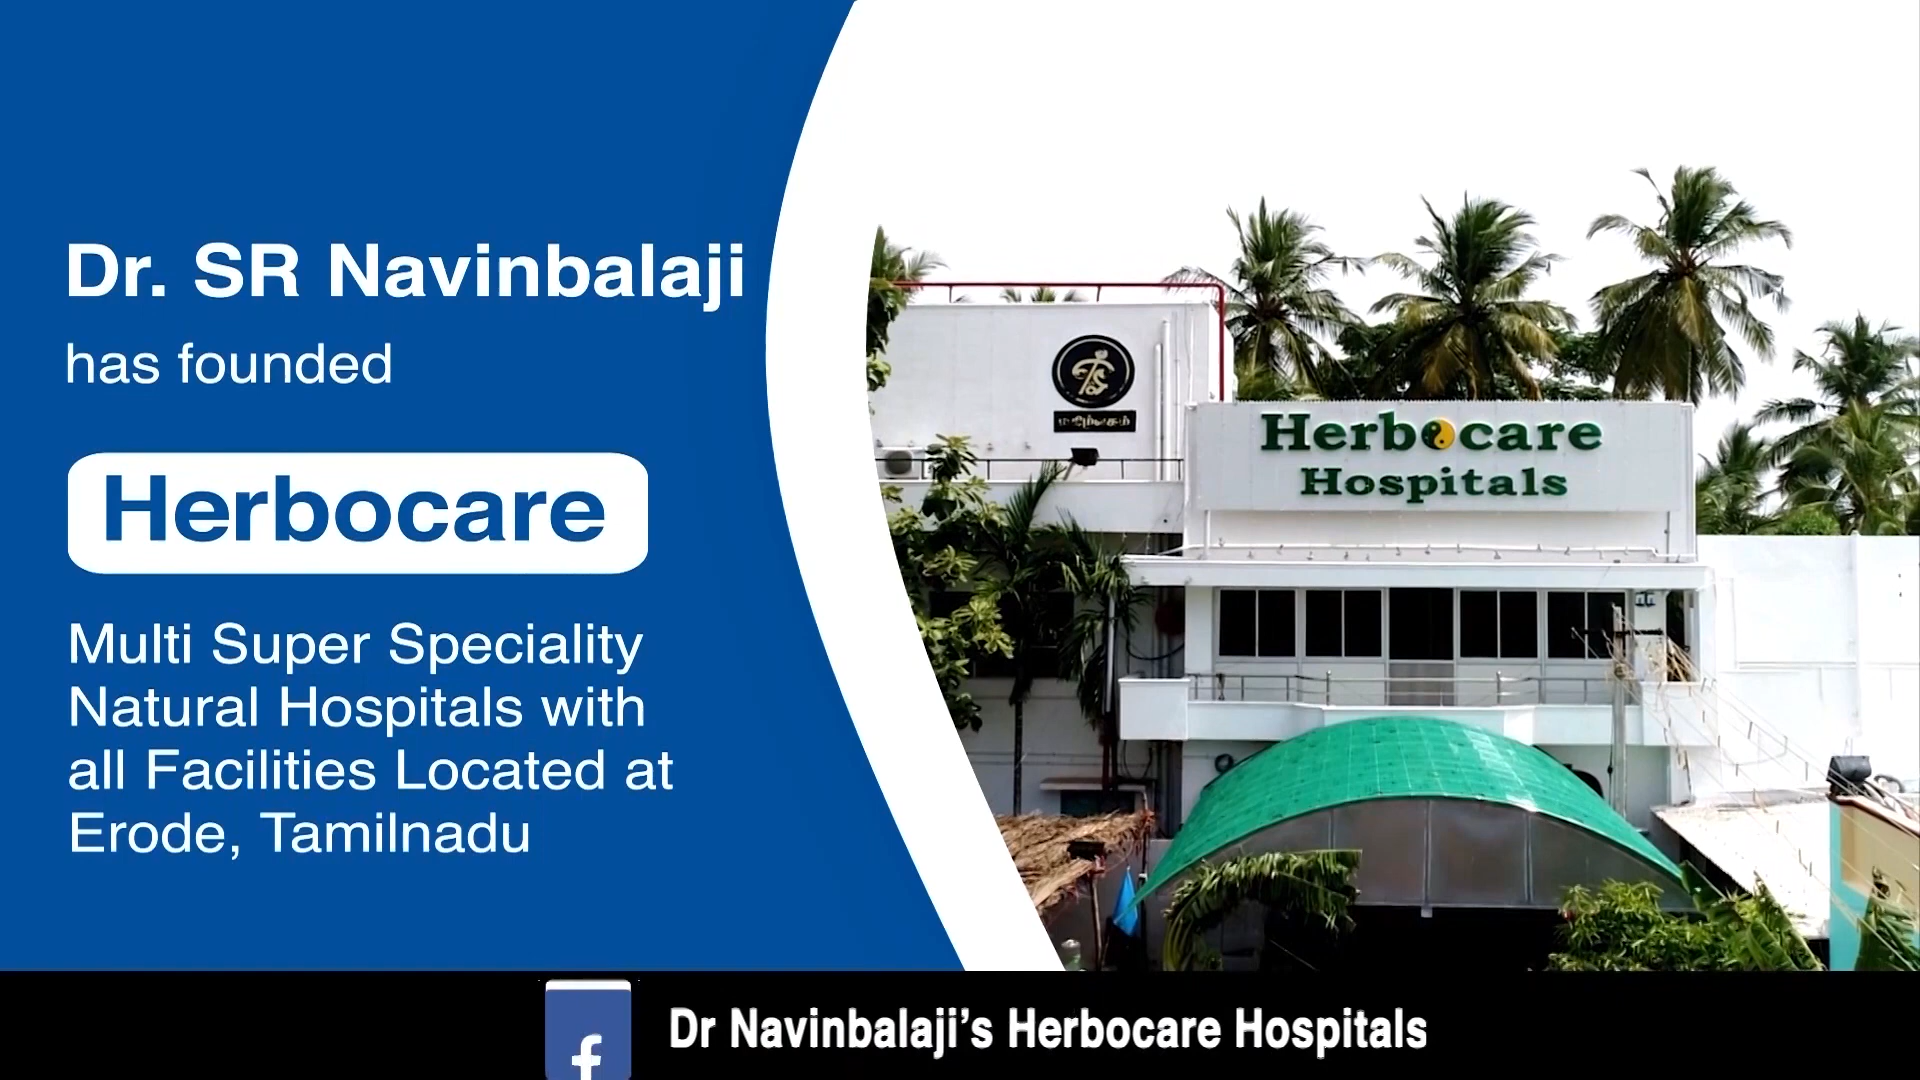 Dr. SR Navinbalaji
has founded
Herbocare
Multi Super Speciality
Natural Hospitals with
all Facilities Located at
Erode, Tamilnadu
Herbocare
Hospitals
Dr Navinbalaji's Herbocare Hospitals